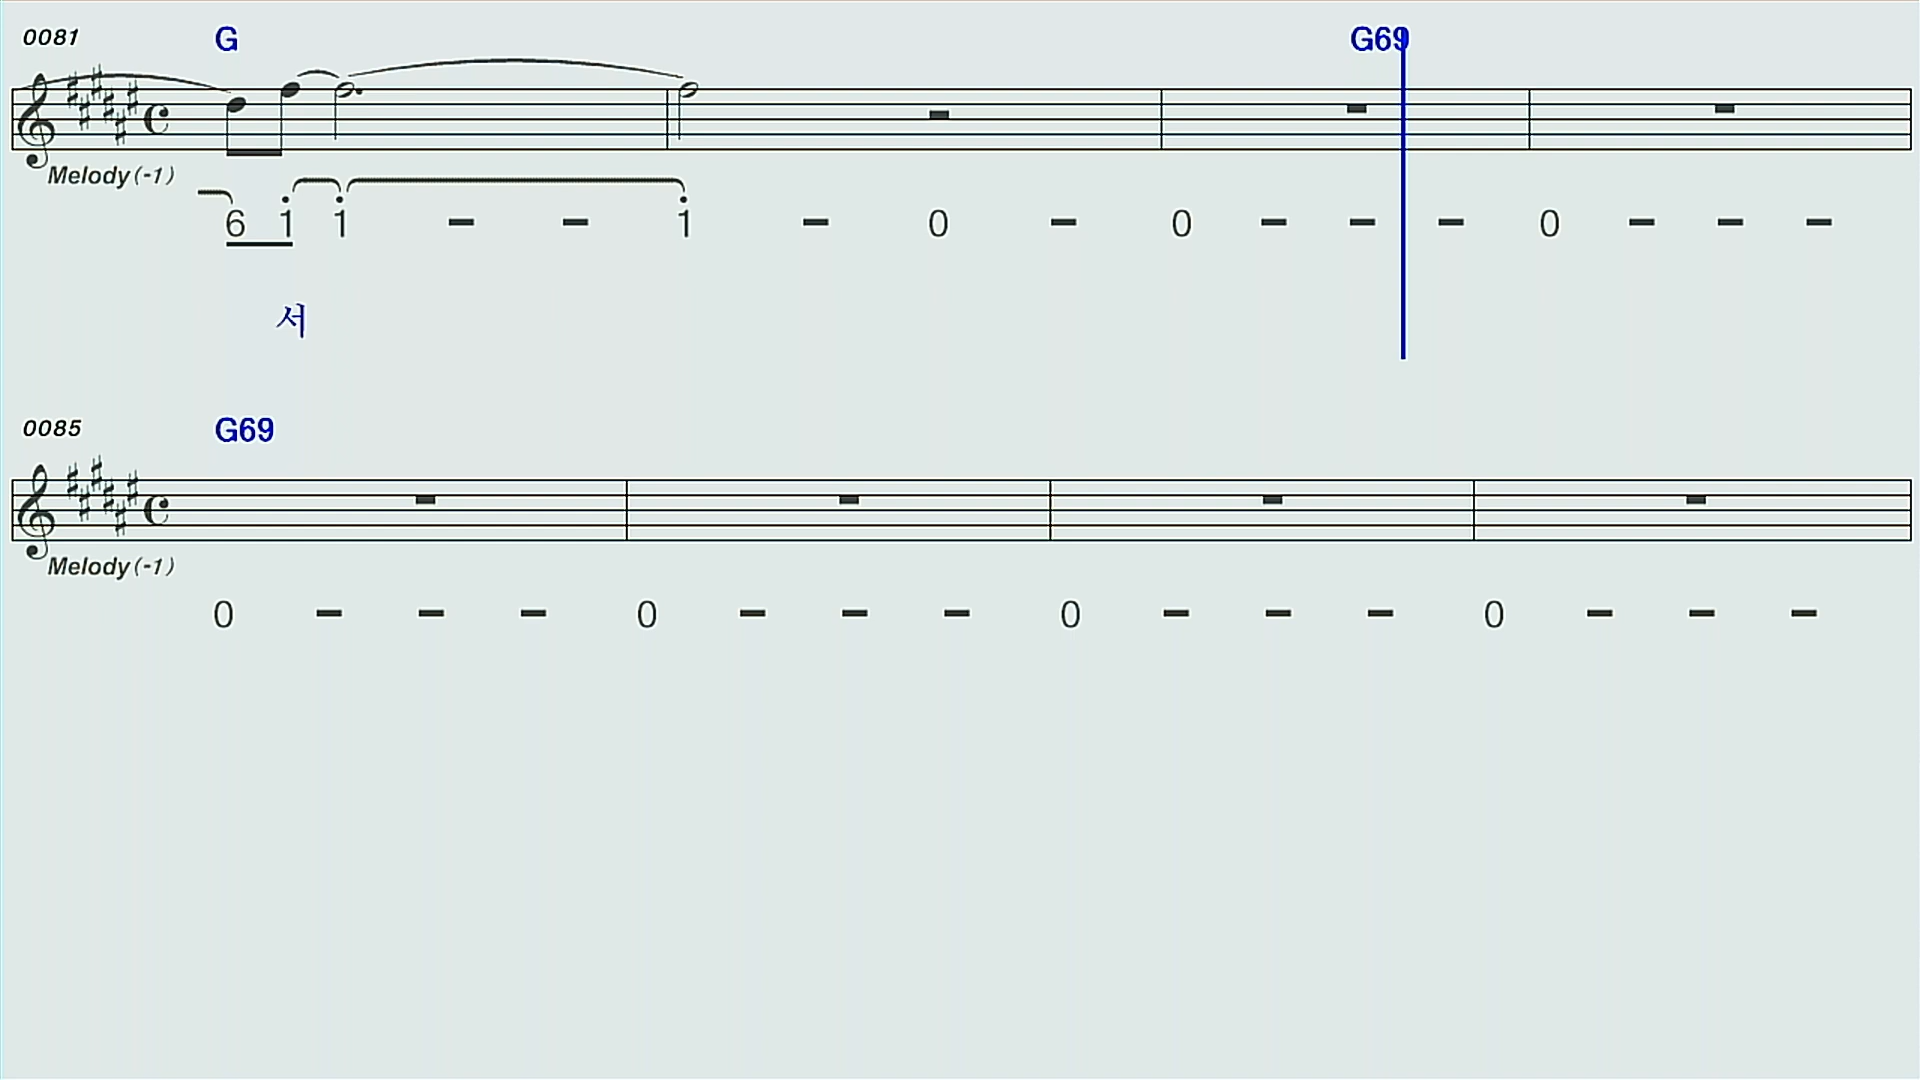 0081 G G69
Melody(-1)
6 1 1 - - 1 - 0 - 0 - - - 0 - - -
서
0085 G69
Melody(-1)
0 - - - 0 - - - 0 - - - 0 - - -